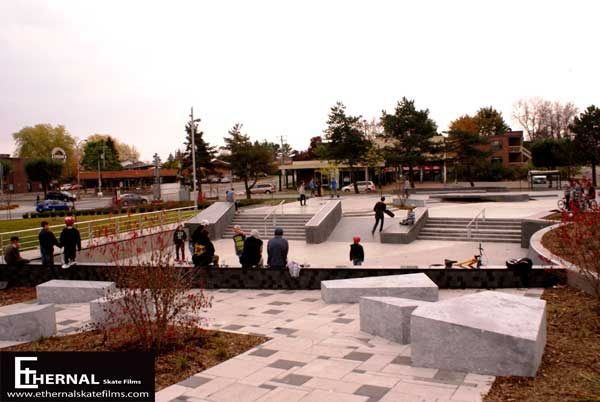 ETHERNAL Skate Films
www.ethernalskatefilms.com